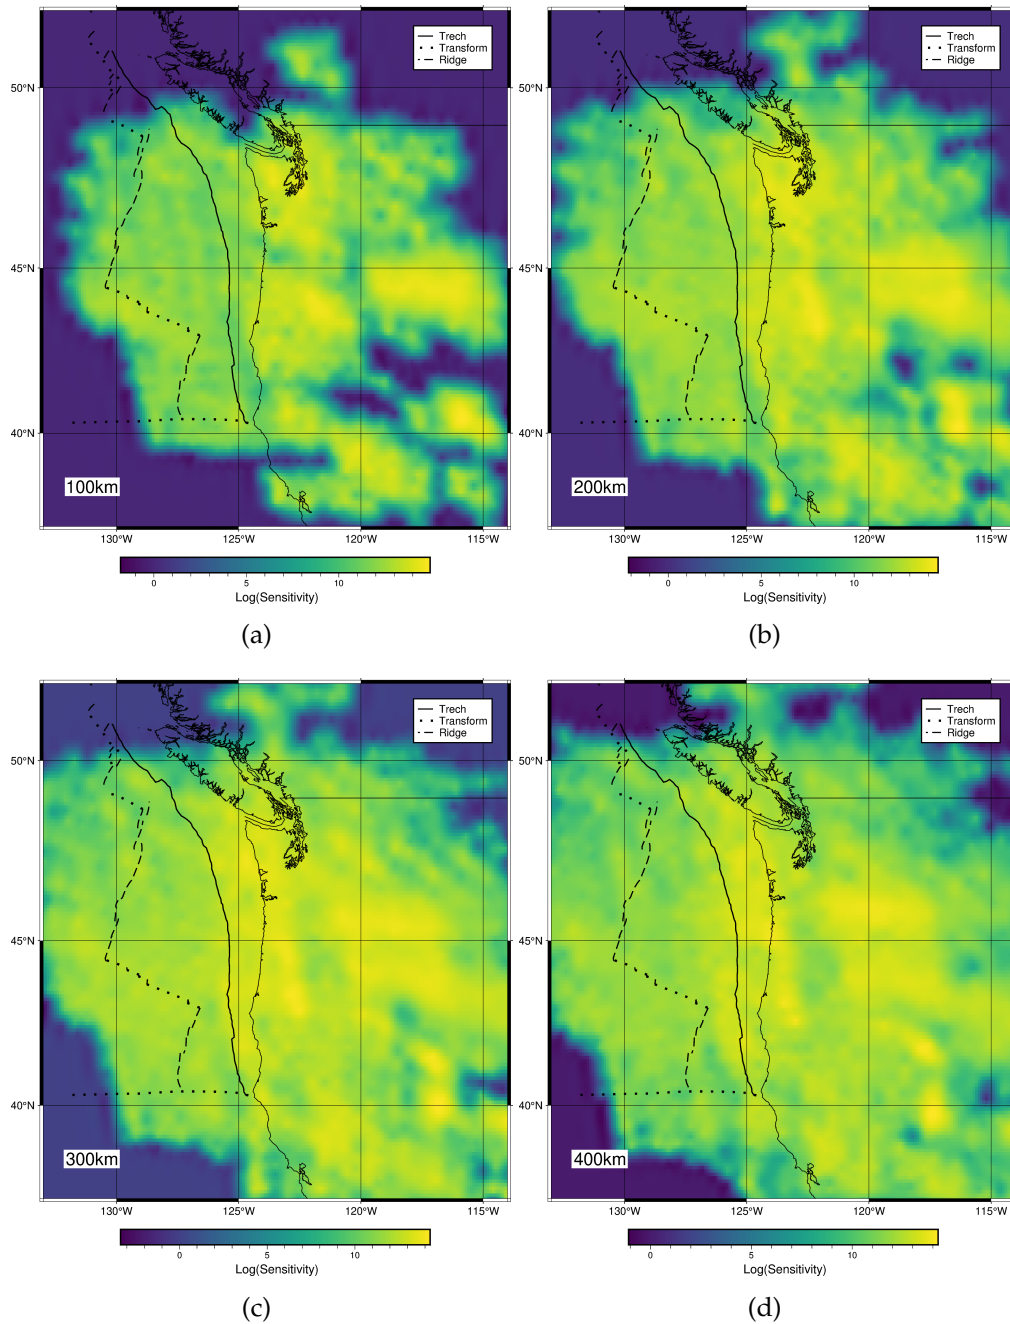 Trech
Transform
Ridge
50°N
45°N
40°N
100km
130°W
125°W
120°W
115°W
0
5
10
Log(Sensitivity)
(a)
Trech
Transform
Ridge
50°N
45°N
40°N
200km
130°W
125°W
120°W
115°W
0
5
10
Log(Sensitivity)
(b)
Trech
Transform
Ridge
50°N
45°N
40°N
300km
130°W
125°W
120°W
115°W
0
5
10
Log(Sensitivity)
(c)
Trech
Transform
Ridge
50°N
45°N
40°N
400km
130°W
125°W
120°W
115°W
0
5
10
Log(Sensitivity)
(d)